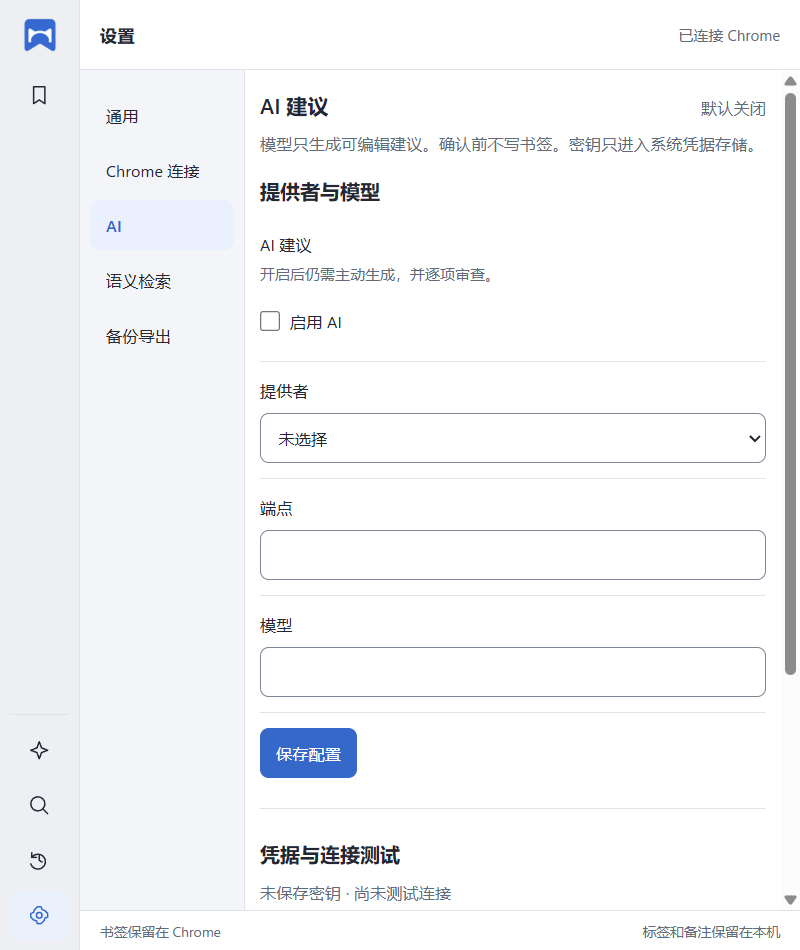 设置
已连接 Chrome
通用
Chrome 连接
AI
语义检索
备份导出
AI 建议
默认关闭
模型只生成可编辑建议。确认前不写书签。密钥只进入系统凭据存储。
提供者与模型
AI 建议
开启后仍需主动生成，并逐项审查。
启用 AI
提供者
未选择
端点
模型
保存配置
凭据与连接测试
未保存密钥 · 尚未测试连接
书签保留在 Chrome
标签和备注保留在本机